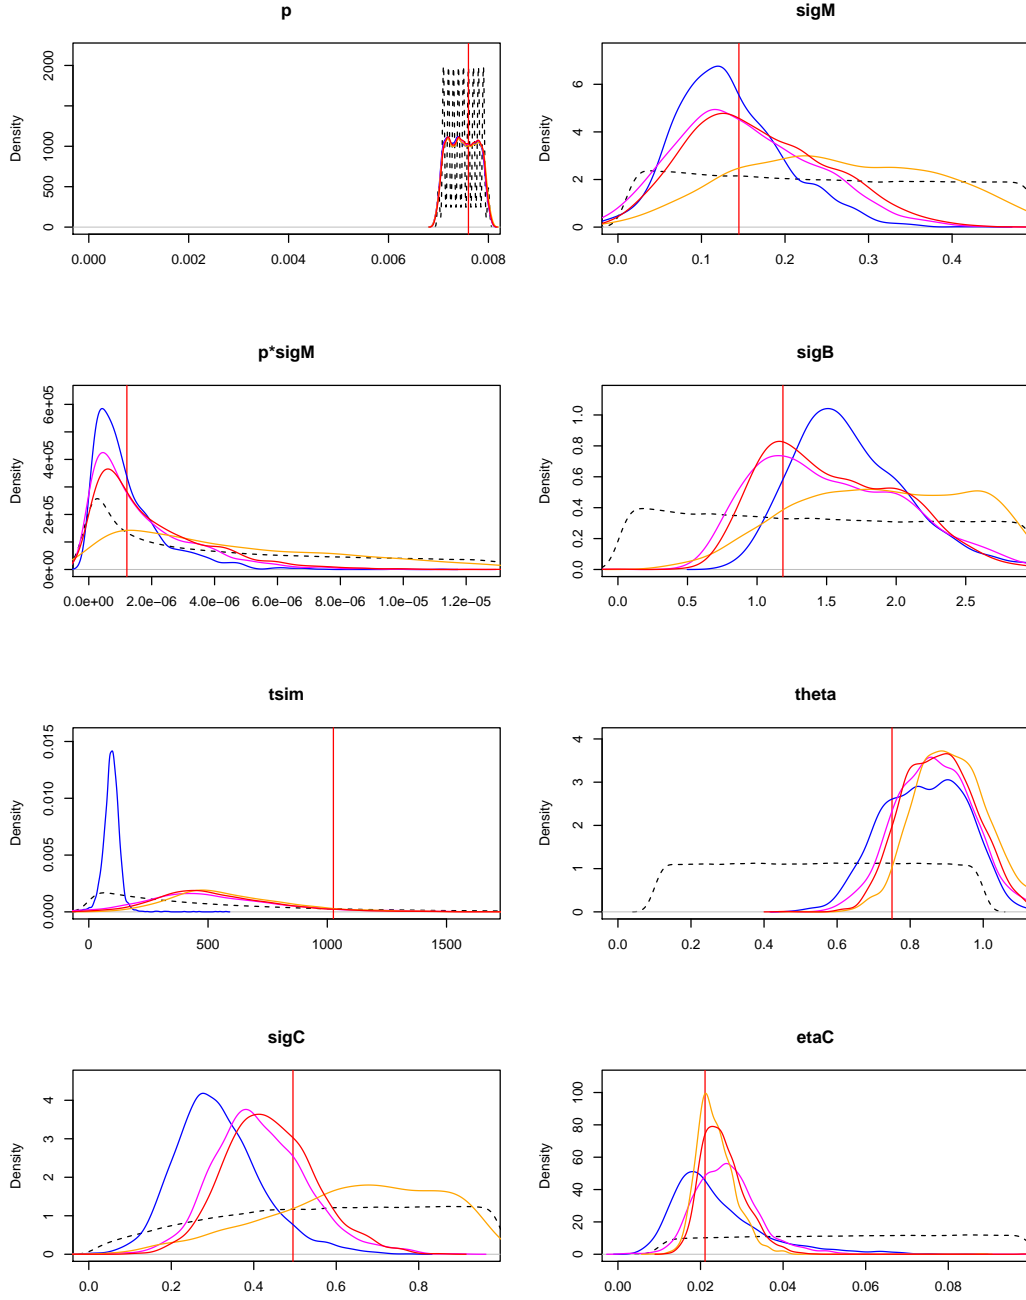 p
Density
0
500
1000
2000
0.000 0.002 0.004 0.006 0.008
sigM
Density
0 2 4 6
0.0 0.1 0.2 0.3 0.4
p*sigM
Density
0e+00 2e+05 4e+05 6e+05
0.0e+00 2.0e-06 4.0e-06 6.0e-06 8.0e-06 1.0e-05 1.2e-05
sigB
Density
0.0 0.2 0.4 0.6 0.8 1.0
0.0 0.5 1.0 1.5 2.0 2.5
tsim
Density
0.000 0.005 0.010 0.015
0 500 1000 1500
theta
Density
0 1 2 3 4
0.0 0.2 0.4 0.6 0.8 1.0
sigC
Density
0 1 2 3 4
0.0 0.2 0.4 0.6 0.8
etaC
Density
0 20 40 60 80 100
0.00 0.02 0.04 0.06 0.08